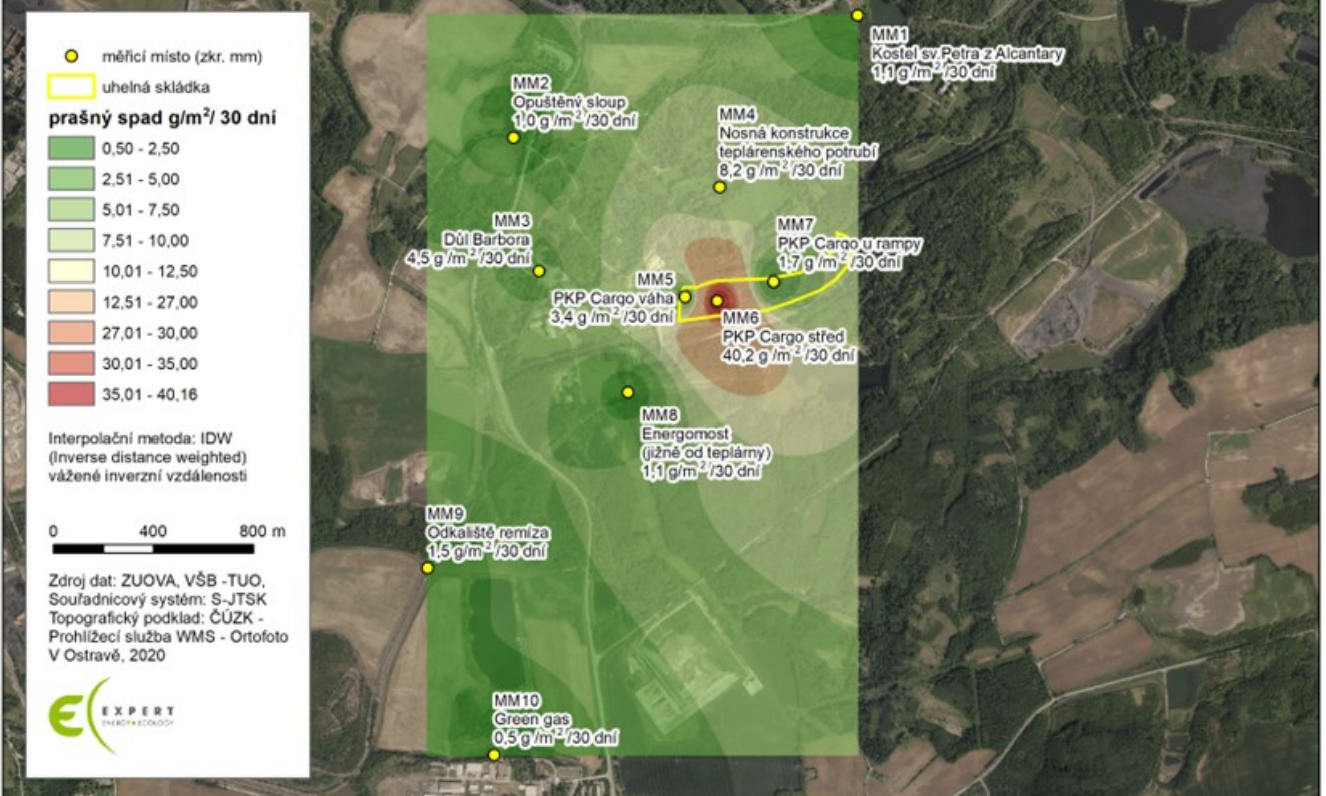 měřicí místo (zkr. mm)
uhelná skládka
prašný spad g/m²/ 30 dní
0,50 - 2,50
2,51 - 5,00
5,01 - 7,50
7,51 - 10,00
10,01 - 12,50
12,51 - 27,00
27,01 - 30,00
30,01 - 35,00
35,01 - 40,16
Interpolační metoda: IDW
(Inverse distance weighted)
vážené inverzní vzdálenosti
0 400 800 m
Zdroj dat: ZUOVA, VŠB -TUO,
Souřadnicový systém: S-JTSK
Topografický podklad: ČÚZK -
Prohlížecí služba WMS - Ortofoto
V Ostravě, 2020
EXPERT
ENERGY•ECOLOGY
MM1
Kostel sv.Petra z Alcantary
1,1 g /m² /30 dní
MM2
Opuštěný sloup
1,0 g /m² /30 dní
MM4
Nosná konstrukce
teplárenského potrubí
8,2 g /m² /30 dní
MM3
Důl Barbora
4,5 g /m² /30 dní
MM7
PKP Cargo u rampy
1,7 g /m² /30 dní
MM5
PKP Cargo váha
3,4 g /m² /30 dní
MM6
PKP Cargo střed
40,2 g /m² /30 dní
MM8
Energomost
(jižně od teplárny)
1,1 g/m² /30 dní
MM9
Odkaliště remíza
1,5 g/m² /30 dní
MM10
Green gas
0,5 g /m² /30 dní